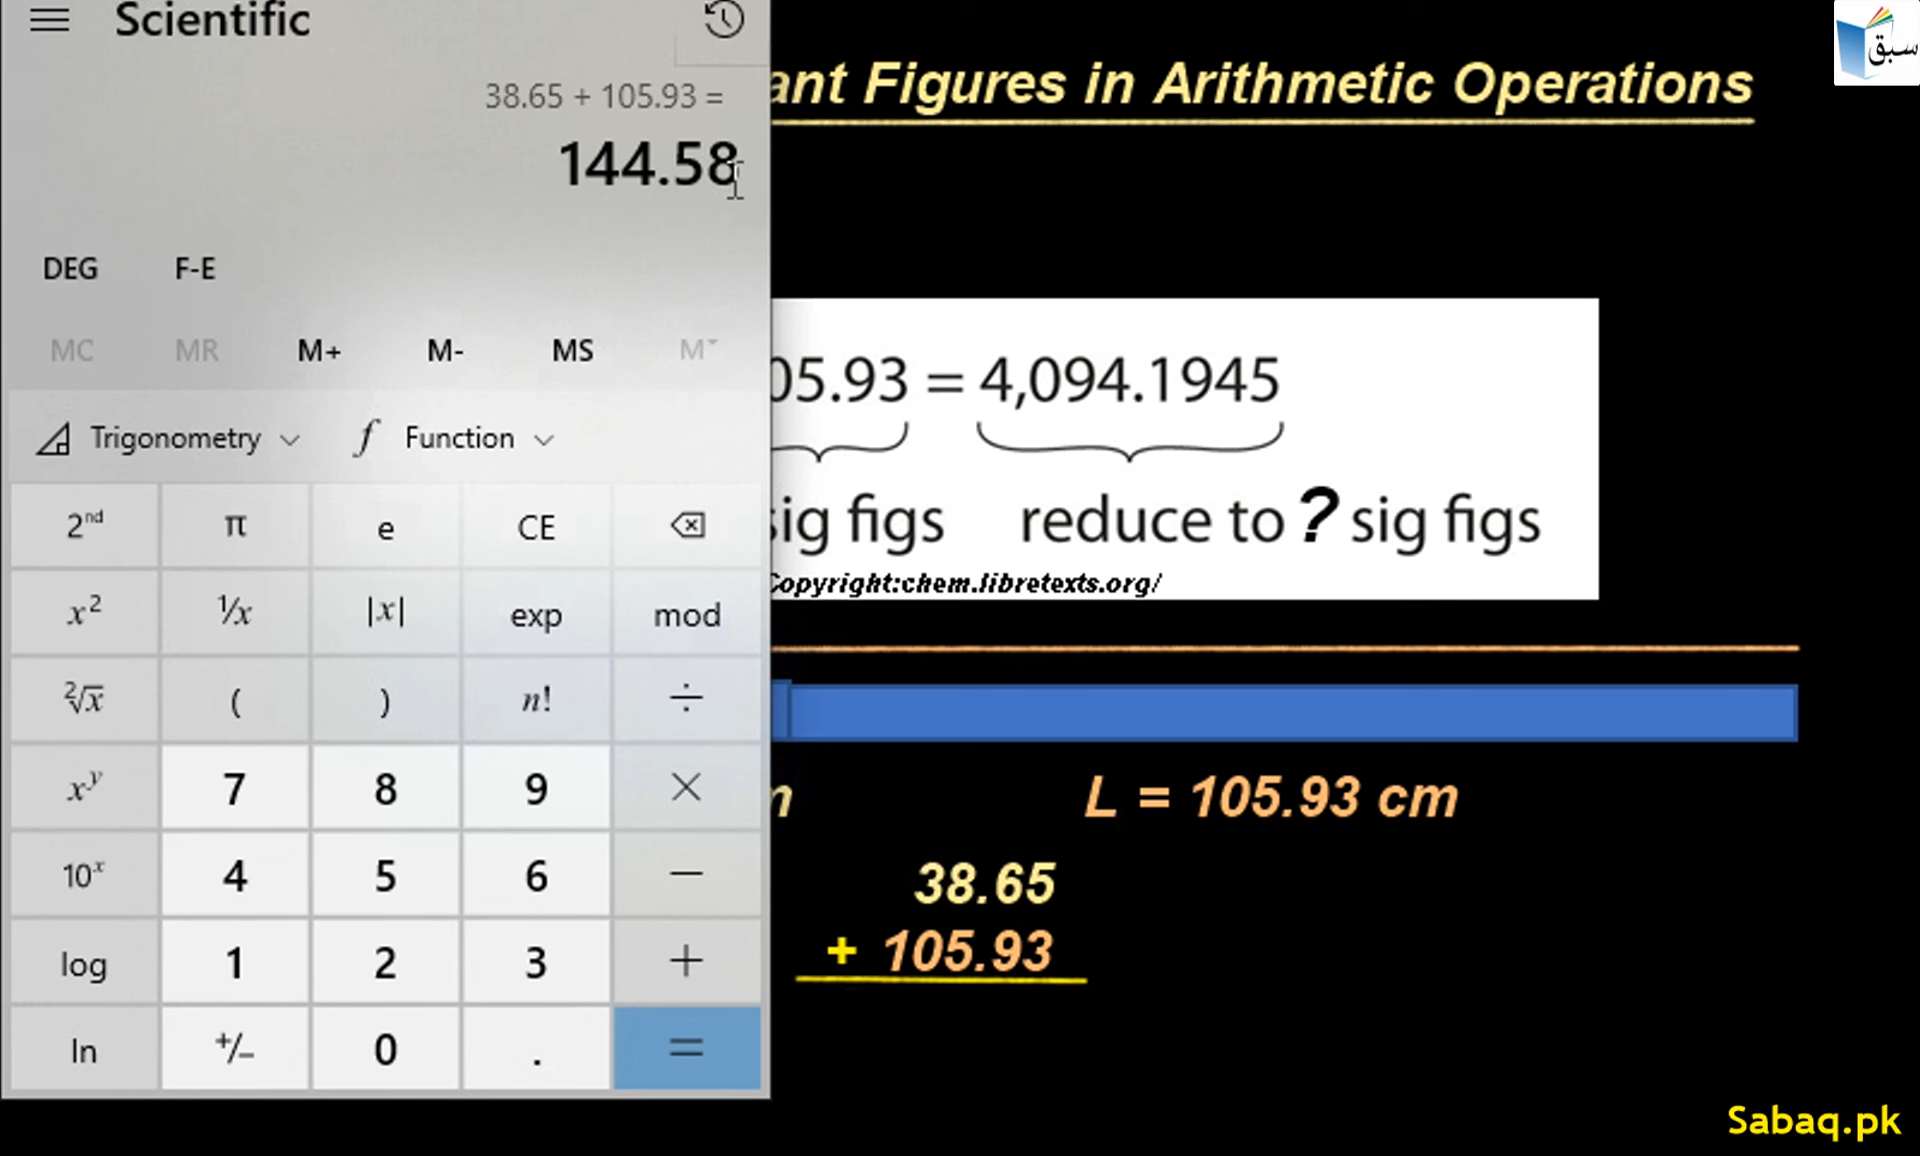 Scientific
38.65 + 105.93 =
144.58
DEG F-E
MC MR M+ M- MS M˅
Trigonometry f Function
2nd π e CE
x² ¹/x |x| exp mod
²√x ( ) n! ÷
xʸ 7 8 9 ×
10ˣ 4 5 6 −
log 1 2 3 +
ln +/− 0 . =
ant Figures in Arithmetic Operations
سبق
05.93 = 4,094.1945
sig figs reduce to ? sig figs
Copyright:chem.libretexts.org/
L = 105.93 cm
38.65
+ 105.93
Sabaq.pk